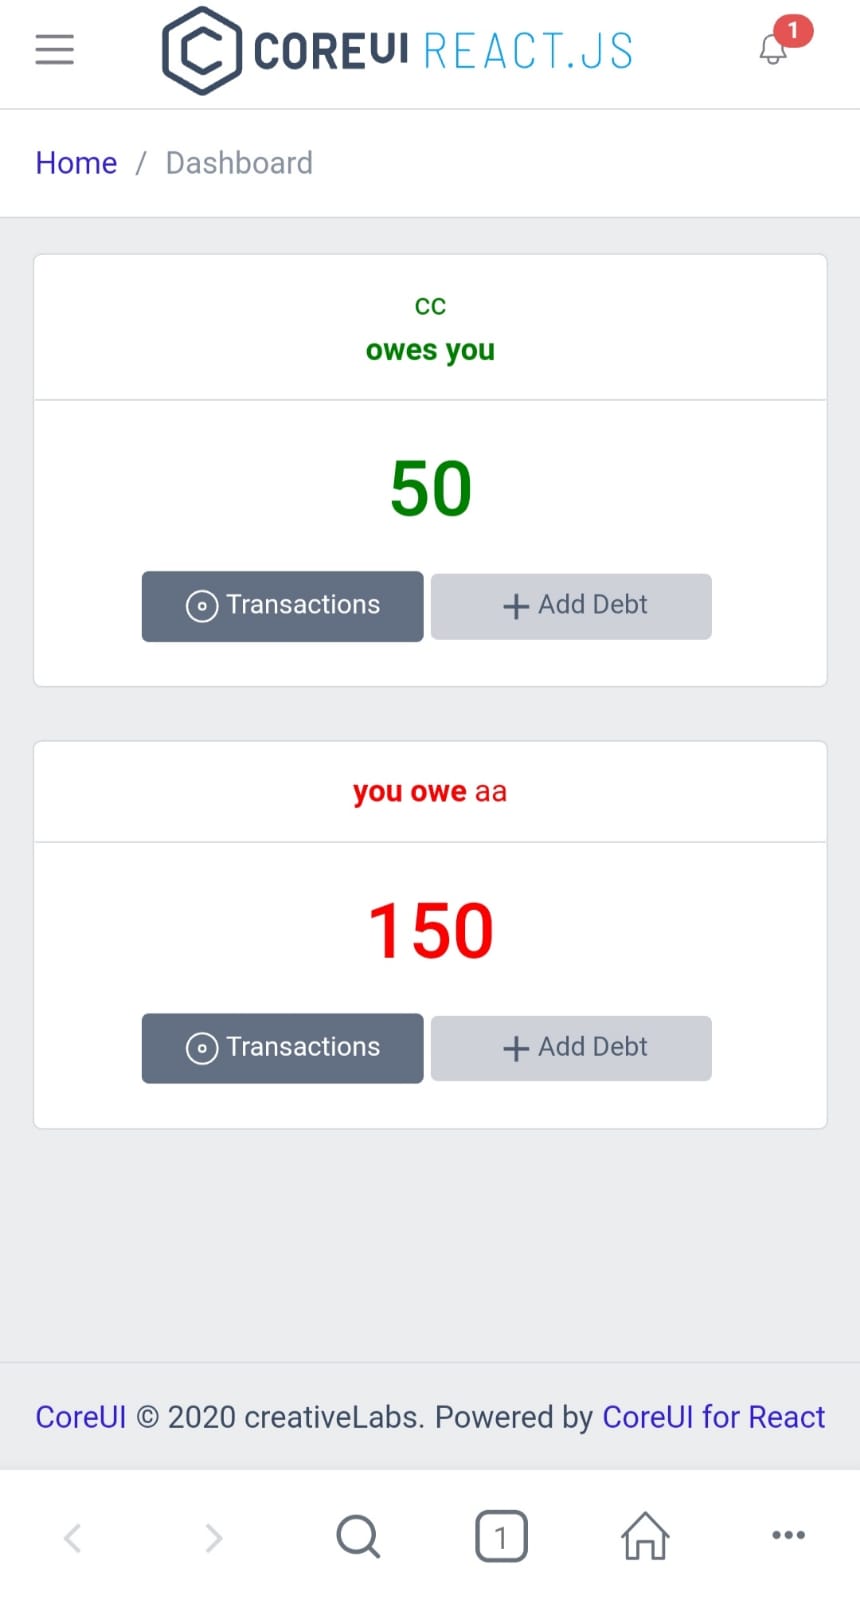 COREUI REACT.JS
1
Home / Dashboard
cc
owes you
50
Transactions
+ Add Debt
you owe aa
150
Transactions
+ Add Debt
CoreUI © 2020 creativeLabs. Powered by CoreUI for React
1